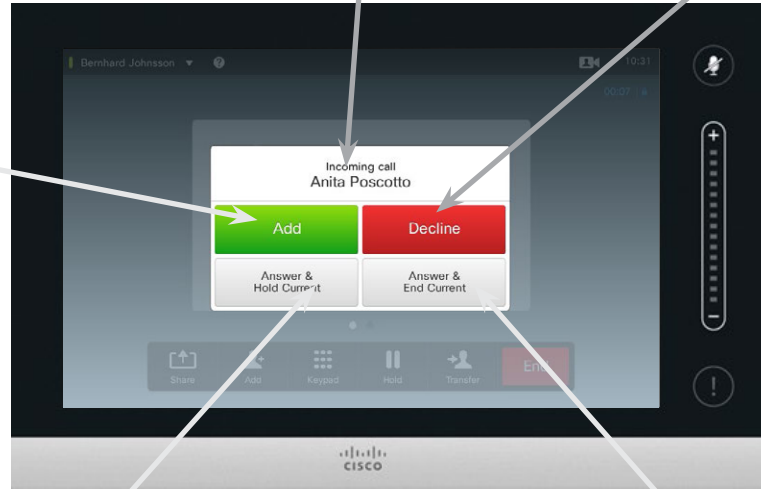 Bernhard Johnsson
10:31
00:07
Incoming call
Anita Poscotto
Add
Decline
Answer &
Hold Current
Answer &
End Current
Share
Add
Keypad
Hold
Transfer
End
CISCO